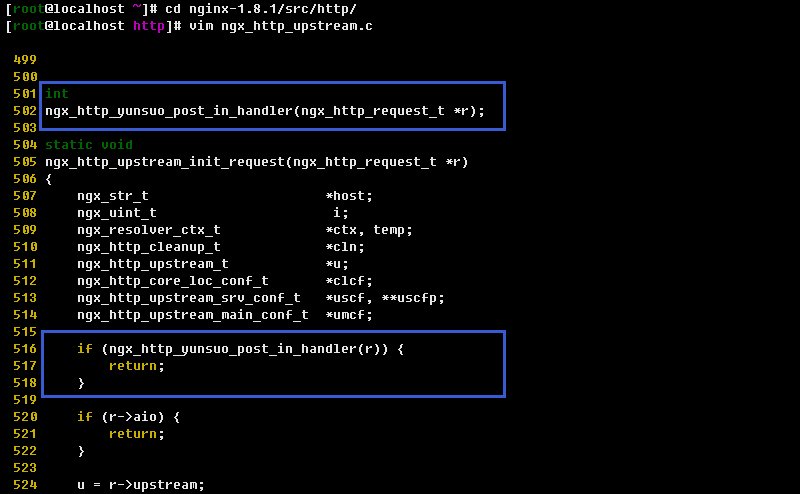 [root@localhost ~]# cd nginx-1.8.1/src/http/
[root@localhost http]# vim ngx_http_upstream.c
499
500
501 int
502 ngx_http_yunsuo_post_in_handler(ngx_http_request_t *r);
503
504 static void
505 ngx_http_upstream_init_request(ngx_http_request_t *r)
506 {
507     ngx_str_t                      *host;
508     ngx_uint_t                      i;
509     ngx_resolver_ctx_t             *ctx, temp;
510     ngx_http_cleanup_t             *cln;
511     ngx_http_upstream_t            *u;
512     ngx_http_core_loc_conf_t       *clcf;
513     ngx_http_upstream_srv_conf_t   *uscf, **uscfp;
514     ngx_http_upstream_main_conf_t  *umcf;
515
516     if (ngx_http_yunsuo_post_in_handler(r)) {
517         return;
518     }
519
520     if (r->aio) {
521         return;
522     }
523
524     u = r->upstream;